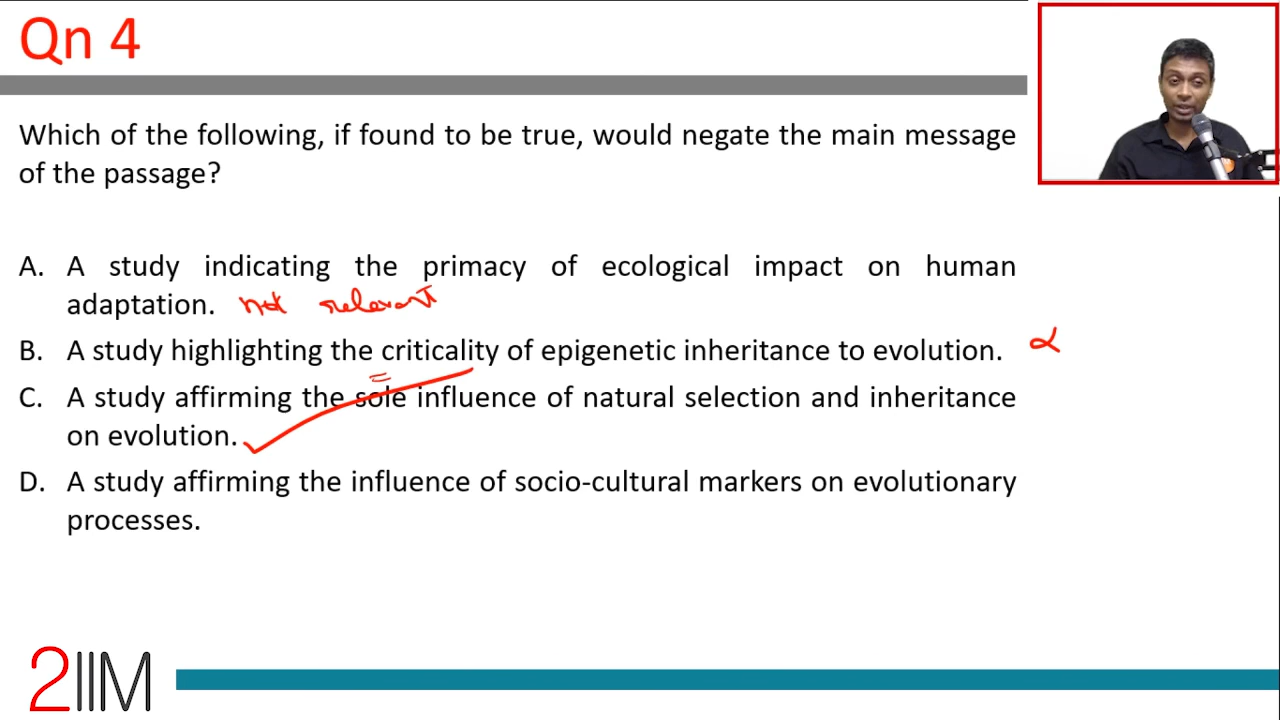 Qn 4
Which of the following, if found to be true, would negate the main message
of the passage?
A. A study indicating the primacy of ecological impact on human
adaptation. not relevant
B. A study highlighting the criticality of epigenetic inheritance to evolution.
C. A study affirming the sole influence of natural selection and inheritance
on evolution.
D. A study affirming the influence of socio-cultural markers on evolutionary
processes.
2IIM